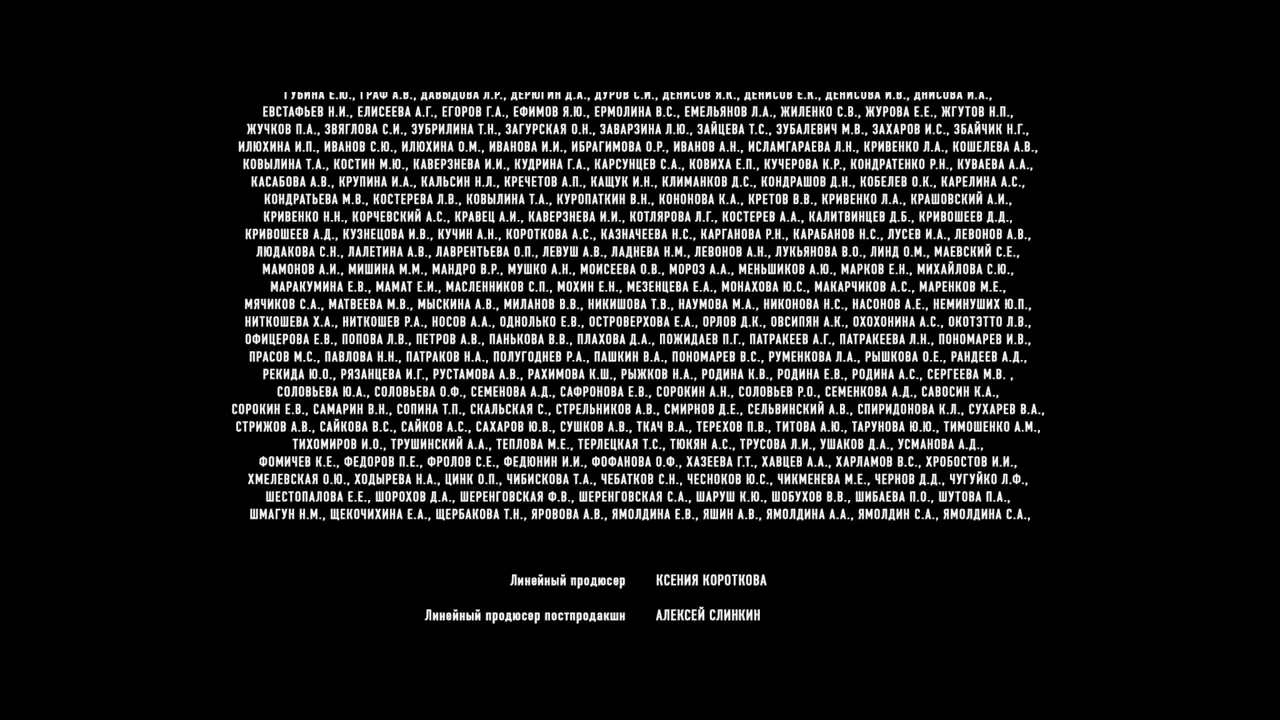 ГУБИНА Е.Ю., ГРАФ А.В., ДАВЫДОВА Л.Р., ДЕРЮГИН Д.А., ДУРОВ С.И., ДЕНИСОВ Я.К., ДЕНИСОВ Е.К., ДЕНИСОВА И.В., ДНИСОВА И.А.,
ЕВСТАФЬЕВ Н.И., ЕЛИСЕЕВА А.Г., ЕГОРОВ Г.А., ЕФИМОВ Я.Ю., ЕРМОЛИНА В.С., ЕМЕЛЬЯНОВ Л.А., ЖИЛЕНКО С.В., ЖУРОВА Е.Е., ЖГУТОВ Н.П.,
ЖУЧКОВ П.А., ЗВЯГЛОВА С.И., ЗУБРИЛИНА Т.Н., ЗАГУРСКАЯ О.Н., ЗАВАРЗИНА Л.Ю., ЗАЙЦЕВА Т.С., ЗУБАЛЕВИЧ М.В., ЗАХАРОВ И.С., ЗБАЙЧИК Н.Г.,
ИЛЮХИНА И.П., ИВАНОВ С.Ю., ИЛЮХИНА О.М., ИВАНОВА И.И., ИБРАГИМОВА О.Р., ИВАНОВ А.Н., ИСЛАМГАРАЕВА Л.Н., КРИВЕНКО Л.А., КОШЕЛЕВА А.В.,
КОВЫЛИНА Т.А., КОСТИН М.Ю., КАВЕРЗНЕВА И.И., КУДРИНА Г.А., КАРСУНЦЕВ С.А., КОВИХА Е.П., КУЧЕРОВА К.Р., КОНДРАТЕНКО Р.Н., КУВАЕВА А.А.,
КАСАБОВА А.В., КРУПИНА И.А., КАЛЬСИН Н.Л., КРЕЧЕТОВ А.П., КАЩУК И.Н., КЛИМАНКОВ Д.С., КОНДРАШОВ Д.Н., КОБЕЛЕВ О.К., КАРЕЛИНА А.С.,
КОНДРАТЬЕВА М.В., КОСТЕРЕВА Л.В., КОВЫЛИНА Т.А., КУРОПАТКИН В.Н., КОНОНОВА К.А., КРЕТОВ В.В., КРИВЕНКО Л.А., КРАШОВСКИЙ А.И.,
КРИВЕНКО Н.Н., КОРЧЕВСКИЙ А.С., КРАВЕЦ А.И., КАВЕРЗНЕВА И.И., КОТЛЯРОВА Л.Г., КОСТЕРЕВ А.А., КАЛИТВИНЦЕВ Д.Б., КРИВОШЕЕВ Д.Д.,
КРИВОШЕЕВ А.Д., КУЗНЕЦОВА И.В., КУЧИН А.Н., КОРОТКОВА А.С., КАЗНАЧЕЕВА Н.С., КАРГАНОВА Р.Н., КАРАБАНОВ Н.С., ЛУСЕВ И.А., ЛЕВОНОВ А.В.,
ЛЮДАКОВА С.Н., ЛАЛЕТИНА А.В., ЛАВРЕНТЬЕВА О.П., ЛЕВУШ А.В., ЛАДНЕВА Н.М., ЛЕВОНОВ А.Н., ЛУКЬЯНОВА В.О., ЛИНД О.М., МАЕВСКИЙ С.Е.,
МАМОНОВ А.И., МИШИНА М.М., МАНДРО В.Р., МУШКО А.Н., МОИСЕЕВА О.В., МОРОЗ А.А., МЕНЬШИКОВ А.Ю., МАРКОВ Е.Н., МИХАЙЛОВА С.Ю.,
МАРАКУМИНА Е.В., МАМАТ Е.И., МАСЛЕННИКОВ С.П., МОХИН Е.Н., МЕЗЕНЦЕВА Е.А., МОНАХОВА Ю.С., МАКАРЧИКОВ А.С., МАРЕНКОВ М.Е.,
МЯЧИКОВ С.А., МАТВЕЕВА М.В., МЫСКИНА А.В., МИЛАНОВ В.В., НИКИШОВА Т.В., НАУМОВА М.А., НИКОНОВА Н.С., НАСОНОВ А.Е., НЕМИНУШИХ Ю.П.,
НИТКОШЕВА Х.А., НИТКОШЕВ Р.А., НОСОВ А.А., ОДНОЛЬКО Е.В., ОСТРОВЕРХОВА Е.А., ОРЛОВ Д.К., ОВСИПЯН А.К., ОХОХОНИНА А.С., ОКОТЭТТО Л.В.,
ОФИЦЕРОВА Е.В., ПОПОВА Л.В., ПЕТРОВ А.В., ПАНЬКОВА В.В., ПЛАХОВА Д.А., ПОЖИДАЕВ П.Г., ПАТРАКЕЕВ А.Г., ПАТРАКЕЕВА Л.Н., ПОНОМАРЕВ И.В.,
ПРАСОВ М.С., ПАВЛОВА Н.Н., ПАТРАКОВ Н.А., ПОЛУГОДНЕВ Р.А., ПАШКИН В.А., ПОНОМАРЕВ В.С., РУМЕНКОВА Л.А., РЫШКОВА О.Е., РАНДЕЕВ А.Д.,
РЕКИДА Ю.О., РЯЗАНЦЕВА И.Г., РУСТАМОВА А.В., РАХИМОВА К.Ш., РЫЖКОВ Н.А., РОДИНА К.В., РОДИНА Е.В., РОДИНА А.С., СЕРГЕЕВА М.В. ,
СОЛОВЬЕВА Ю.А., СОЛОВЬЕВА О.Ф., СЕМЕНОВА А.Д., САФРОНОВА Е.В., СОРОКИН А.Н., СОЛОВЬЕВ Р.О., СЕМЕНКОВА А.Д., САВОСИН К.А.,
СОРОКИН Е.В., САМАРИН В.Н., СОПИНА Т.П., СКАЛЬСКАЯ С., СТРЕЛЬНИКОВ А.В., СМИРНОВ Д.Е., СЕЛЬВИНСКИЙ А.В., СПИРИДОНОВА К.Л., СУХАРЕВ В.А.,
СТРИЖОВ А.В., САЙКОВА В.С., САЙКОВ А.С., САХАРОВ Ю.В., СУШКОВ А.В., ТКАЧ В.А., ТЕРЕХОВ П.В., ТИТОВА А.Ю., ТАРУНОВА Ю.Ю., ТИМОШЕНКО А.М.,
ТИХОМИРОВ И.О., ТРУШИНСКИЙ А.А., ТЕПЛОВА М.Е., ТЕРЛЕЦКАЯ Т.С., ТЮКЯН А.С., ТРУСОВА Л.И., УШАКОВ Д.А., УСМАНОВА А.Д.,
ФОМИЧЕВ К.Е., ФЕДОРОВ П.Е., ФРОЛОВ С.Е., ФЕДЮНИН И.И., ФОФАНОВА О.Ф., ХАЗЕЕВА Г.Т., ХАВЦЕВ А.А., ХАРЛАМОВ В.С., ХРОБОСТОВ И.И.,
ХМЕЛЕВСКАЯ О.Ю., ХОДЫРЕВА Н.А., ЦИНК О.П., ЧИБИСКОВА Т.А., ЧЕБАТКОВ С.Н., ЧЕСНОКОВ Ю.С., ЧИКМЕНЕВА М.Е., ЧЕРНОВ Д.Д., ЧУГУЙКО Л.Ф.,
ШЕСТОПАЛОВА Е.Е., ШОРОХОВ Д.А., ШЕРЕНГОВСКАЯ Ф.В., ШЕРЕНГОВСКАЯ С.А., ШАРУШ К.Ю., ШОБУХОВ В.В., ШИБАЕВА П.О., ШУТОВА П.А.,
ШМАГУН Н.М., ЩЕКОЧИХИНА Е.А., ЩЕРБАКОВА Т.Н., ЯРОВОВА А.В., ЯМОЛДИНА Е.В., ЯШИН А.В., ЯМОЛДИНА А.А., ЯМОЛДИН С.А., ЯМОЛДИНА С.А.,
Линейный продюсер КСЕНИЯ КОРОТКОВА
Линейный продюсер постпродакшн АЛЕКСЕЙ СЛИНКИН